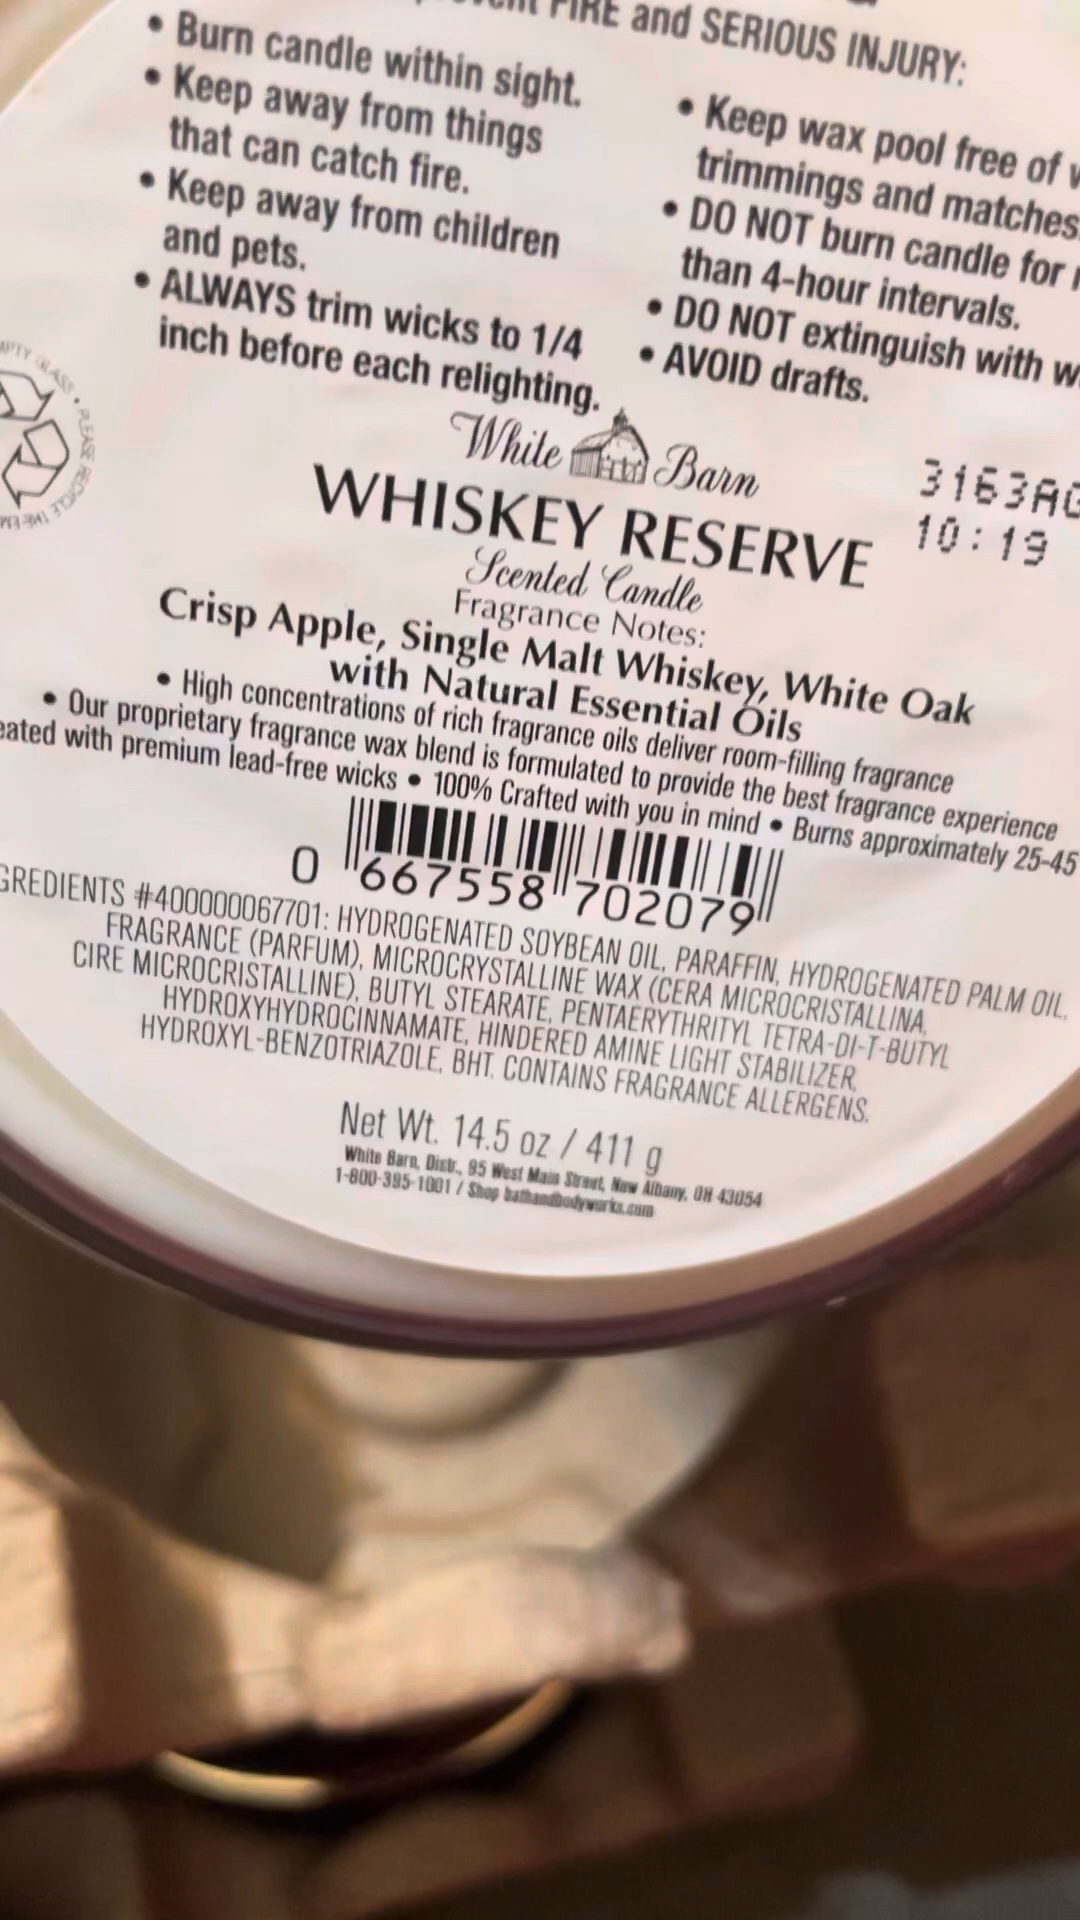 FIRE and SERIOUS INJURY:
• Burn candle within sight.
• Keep away from things
that can catch fire.
• Keep away from children
and pets.
• ALWAYS trim wicks to 1/4
inch before each relighting.
• Keep wax pool free of
trimmings and matches.
• DO NOT burn candle for
than 4-hour intervals.
• DO NOT extinguish with
• AVOID drafts.
GLASS • PLEASE RECYCLE THE
White Barn
3163AG
10:19
WHISKEY RESERVE
Scented Candle
Fragrance Notes:
Crisp Apple, Single Malt Whiskey, White Oak
with Natural Essential Oils
• High concentrations of rich fragrance oils deliver room-filling fragrance
• Our proprietary fragrance wax blend is formulated to provide the best fragrance experience
with premium lead-free wicks • 100% Crafted with you in mind • Burns approximately 25-45
0 667558 702079
#400000067701: HYDROGENATED SOYBEAN OIL, PARAFFIN, HYDROGENATED PALM OIL,
FRAGRANCE (PARFUM), MICROCRYSTALLINE WAX (CERA MICROCRISTALLINA,
CIRE MICROCRISTALLINE), BUTYL STEARATE, PENTAERYTHRITYL TETRA-DI-T-BUTYL
HYDROXYHYDROCINNAMATE, HINDERED AMINE LIGHT STABILIZER,
HYDROXYL-BENZOTRIAZOLE, BHT. CONTAINS FRAGRANCE ALLERGENS.
Net Wt. 14.5 oz / 411 g
White Barn, Distr., 95 West Main Street, New Albany, OH 43054
1-800-395-1001 / Shop bathandbodyworks.com